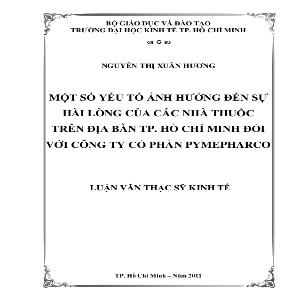 BỘ GIÁO DỤC VÀ ĐÀO TẠO
TRƯỜNG ĐẠI HỌC KINH TẾ TP. HỒ CHÍ MINH
NGUYỄN THỊ XUÂN HƯƠNG
MỘT SỐ YẾU TỐ ẢNH HƯỞNG ĐẾN SỰ
HÀI LÒNG CỦA CÁC NHÀ THUỐC
TRÊN ĐỊA BÀN TP. HỒ CHÍ MINH ĐỐI
VỚI CÔNG TY CỔ PHẦN PYMEPHARCO
LUẬN VĂN THẠC SỸ KINH TẾ
TP. Hồ Chí Minh – Năm 2011